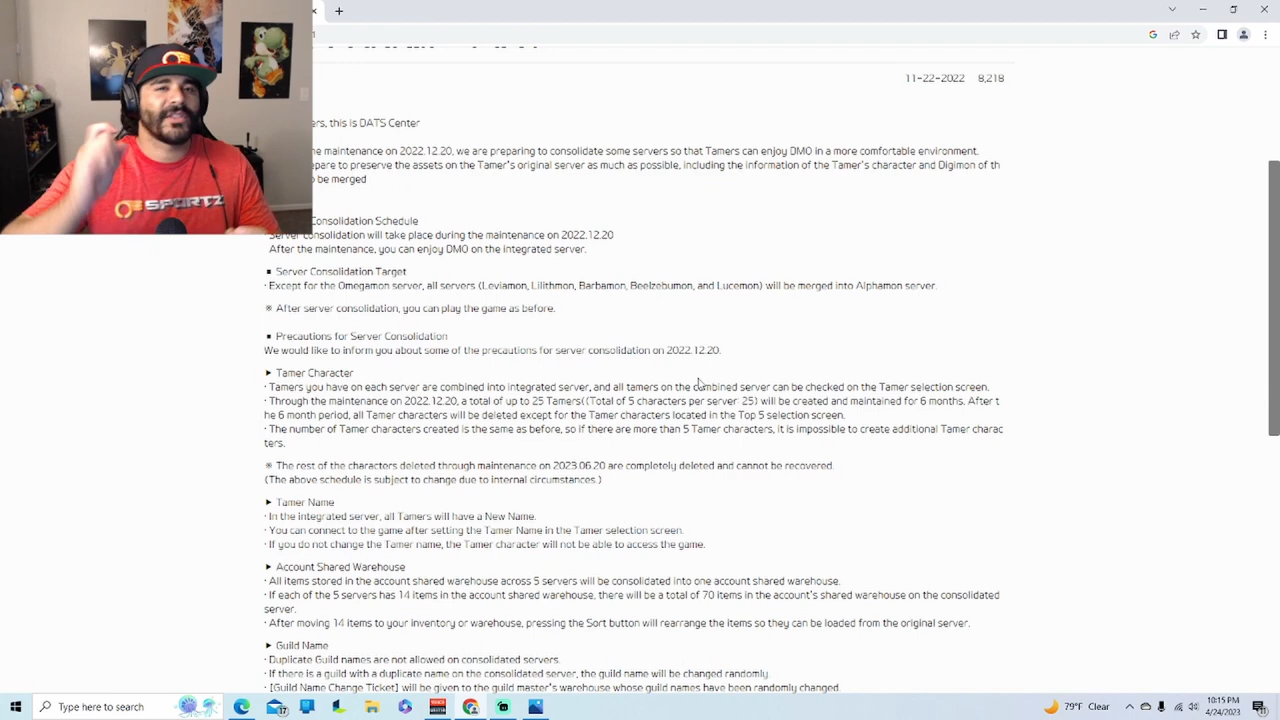 11-22-2022 8,218
ers, this is DATS Center
he maintenance on 2022.12.20, we are preparing to consolidate some servers so that Tamers can enjoy DMO in a more comfortable environment.
epare to preserve the assets on the Tamer's original server as much as possible, including the information of the Tamer's character and Digimon of th
o be merged
Consolidation Schedule
Server consolidation will take place during the maintenance on 2022.12.20
After the maintenance, you can enjoy DMO on the integrated server.
▪ Server Consolidation Target
· Except for the Omegamon server, all servers (Leviamon, Lilithmon, Barbamon, Beelzebumon, and Lucemon) will be merged into Alphamon server.
※ After server consolidation, you can play the game as before.
▪ Precautions for Server Consolidation
We would like to inform you about some of the precautions for server consolidation on 2022.12.20.
▶ Tamer Character
· Tamers you have on each server are combined into integrated server, and all tamers on the combined server can be checked on the Tamer selection screen.
· Through the maintenance on 2022.12.20, a total of up to 25 Tamers((Total of 5 characters per server: 25) will be created and maintained for 6 months. After t
he 6 month period, all Tamer characters will be deleted except for the Tamer characters located in the Top 5 selection screen.
· The number of Tamer characters created is the same as before, so if there are more than 5 Tamer characters, it is impossible to create additional Tamer charac
ters.
※ The rest of the characters deleted through maintenance on 2023.06.20 are completely deleted and cannot be recovered.
(The above schedule is subject to change due to internal circumstances.)
▶ Tamer Name
· In the integrated server, all Tamers will have a New Name.
· You can connect to the game after setting the Tamer Name in the Tamer selection screen.
· If you do not change the Tamer name, the Tamer character will not be able to access the game.
▶ Account Shared Warehouse
· All items stored in the account shared warehouse across 5 servers will be consolidated into one account shared warehouse.
· If each of the 5 servers has 14 items in the account shared warehouse, there will be a total of 70 items in the account's shared warehouse on the consolidated
server.
· After moving 14 items to your inventory or warehouse, pressing the Sort button will rearrange the items so they can be loaded from the original server.
▶ Guild Name
· Duplicate Guild names are not allowed on consolidated servers.
· If there is a guild with a duplicate name on the consolidated server, the guild name will be changed randomly.
· [Guild Name Change Ticket] will be given to the guild master's warehouse whose guild names have been randomly changed.
SPORTZ
Type here to search
17
79°F Clear
10:15 PM
4/24/2023